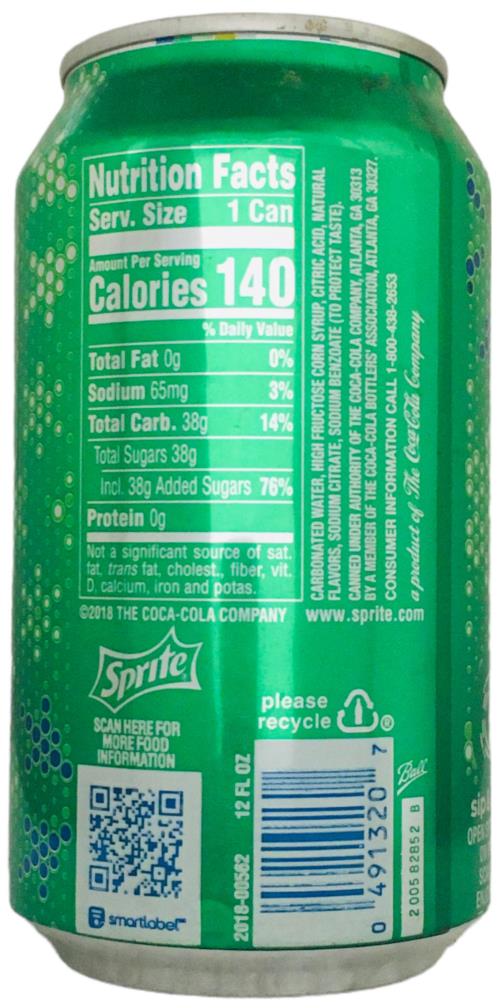 Nutrition Facts
Serv. Size 1 Can
Amount Per Serving
Calories 140
% Daily Value
Total Fat 0g 0%
Sodium 65mg 3%
Total Carb. 38g 14%
Total Sugars 38g
Incl. 38g Added Sugars 76%
Protein 0g
Not a significant source of sat.
fat, trans fat, cholest., fiber, vit.
D, calcium, iron and potas.
CARBONATED WATER, HIGH FRUCTOSE CORN SYRUP, CITRIC ACID, NATURAL
FLAVORS, SODIUM CITRATE, SODIUM BENZOATE (TO PROTECT TASTE).
CANNED UNDER AUTHORITY OF THE COCA-COLA COMPANY, ATLANTA, GA 30313
BY A MEMBER OF THE COCA-COLA BOTTLERS' ASSOCIATION, ATLANTA, GA 30327.
CONSUMER INFORMATION CALL 1-800-438-2653
a product of The Coca-Cola Company
©2018 THE COCA-COLA COMPANY www.sprite.com
Sprite
SCAN HERE FOR
MORE FOOD
INFORMATION
smartlabel™
please
recycle ®
2018-00562 12 FL OZ
0 491320 7
Ball
2 005 82852 B